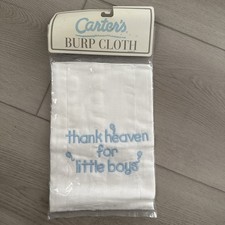 Carter's
BURP CLOTH
thank heaven
for
little boys